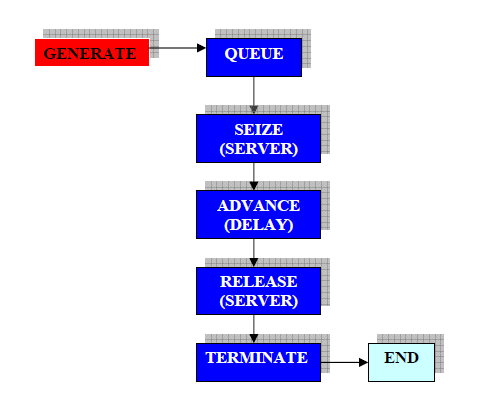 GENERATE
QUEUE
SEIZE
(SERVER)
ADVANCE
(DELAY)
RELEASE
(SERVER)
TERMINATE
END